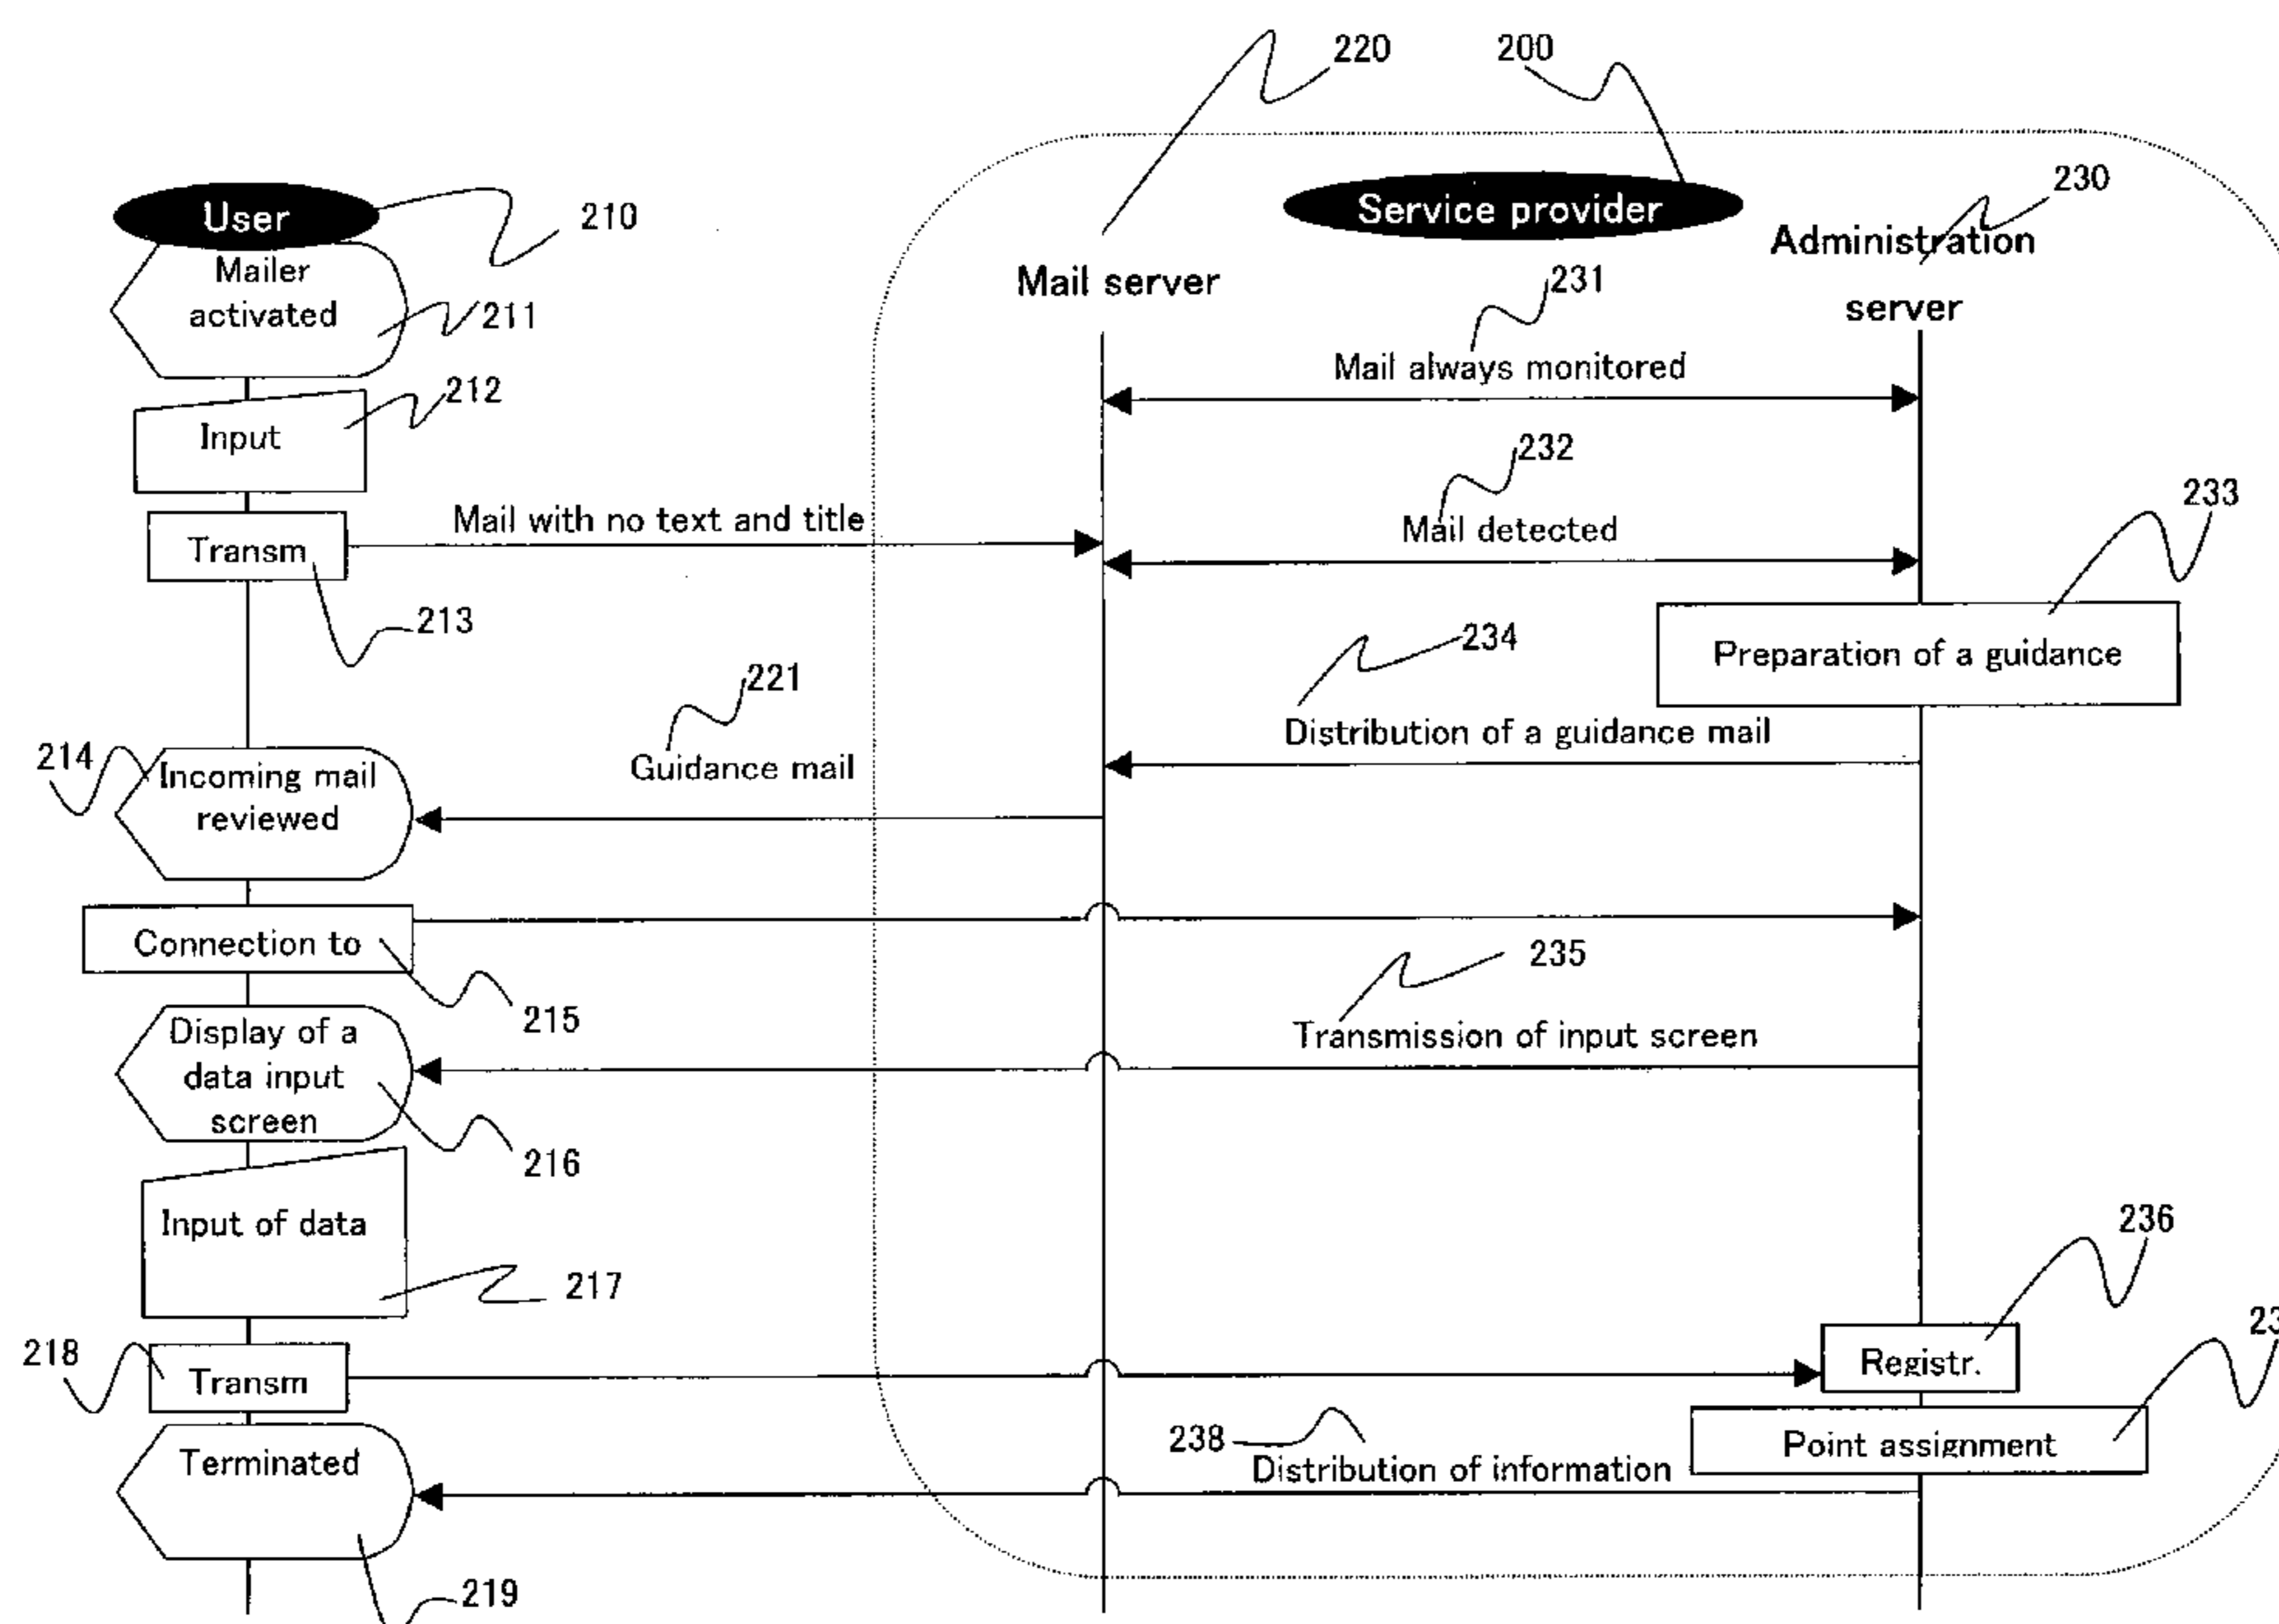 220
200
User
210
Service provider
230
Mailer
activated
211
Mail server
Administration
server
231
Mail always monitored
212
Input
232
Mail detected
Mail with no text and title
Transm
213
233
Preparation of a guidance
234
Distribution of a guidance mail
221
Guidance mail
214
Incoming mail
reviewed
Connection to
215
235
Transmission of input screen
Display of a
data input
screen
216
Input of data
217
236
Registr.
218
Transm
Point assignment
238
Distribution of information
Terminated
219